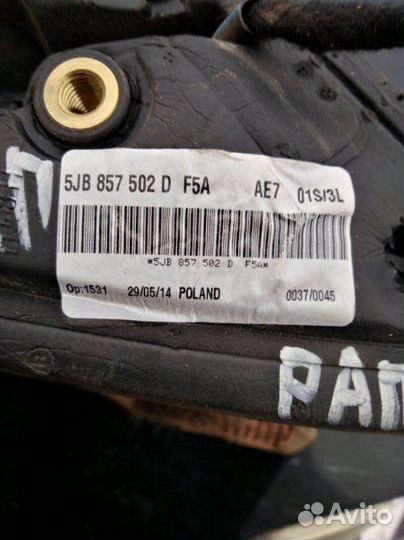 5JB 857 502 D F5A AE7 01S/3L
*5JB 857 502 D F5A*
Op:1531 29/05/14 POLAND 0037/0045
Avito